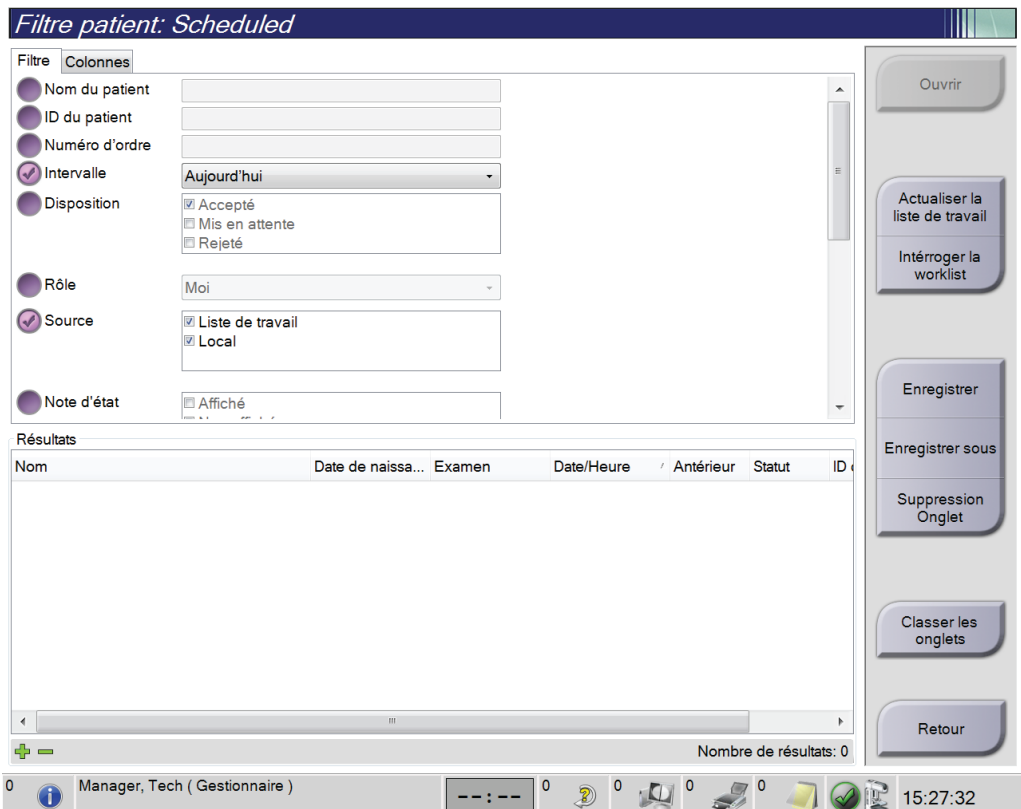 Filtre patient: Scheduled
Filtre Colonnes
Nom du patient
ID du patient
Numéro d'ordre
Intervalle Aujourd'hui
Disposition Accepté
Mis en attente
Rejeté
Rôle Moi
Source Liste de travail
Local
Note d'état Affiché
Résultats
Nom Date de naissa... Examen Date/Heure Antérieur Statut ID
Nombre de résultats: 0
Ouvrir
Actualiser la
liste de travail
Intérroger la
worklist
Enregistrer
Enregistrer sous
Suppression
Onglet
Classer les
onglets
Retour
0 Manager, Tech ( Gestionnaire ) --:-- 0 0 0 0 15:27:32